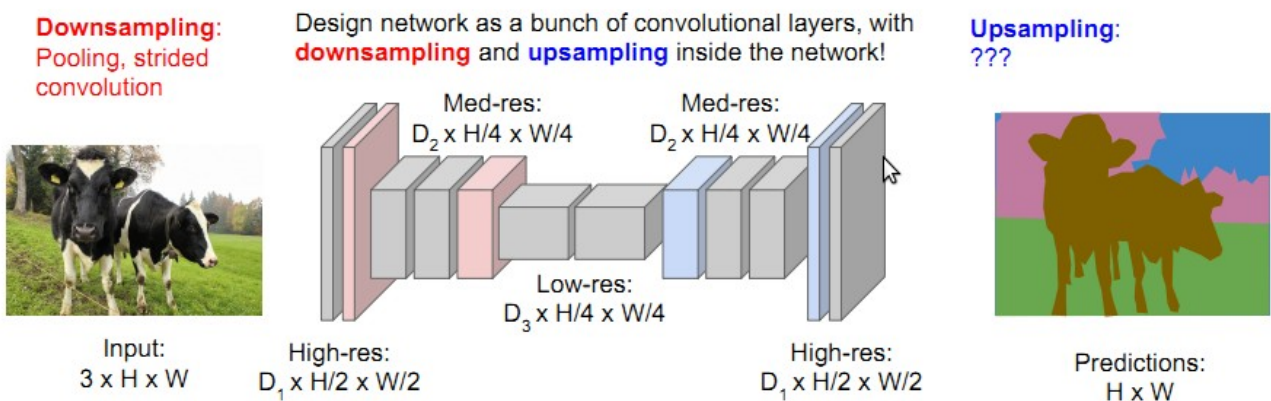 Downsampling:
Pooling, strided
convolution
Design network as a bunch of convolutional layers, with
downsampling and upsampling inside the network!
Upsampling:
???
Med-res:
D2 x H/4 x W/4
Med-res:
D2 x H/4 x W/4
Low-res:
D3 x H/4 x W/4
Input:
3 x H x W
High-res:
D1 x H/2 x W/2
High-res:
D1 x H/2 x W/2
Predictions:
H x W